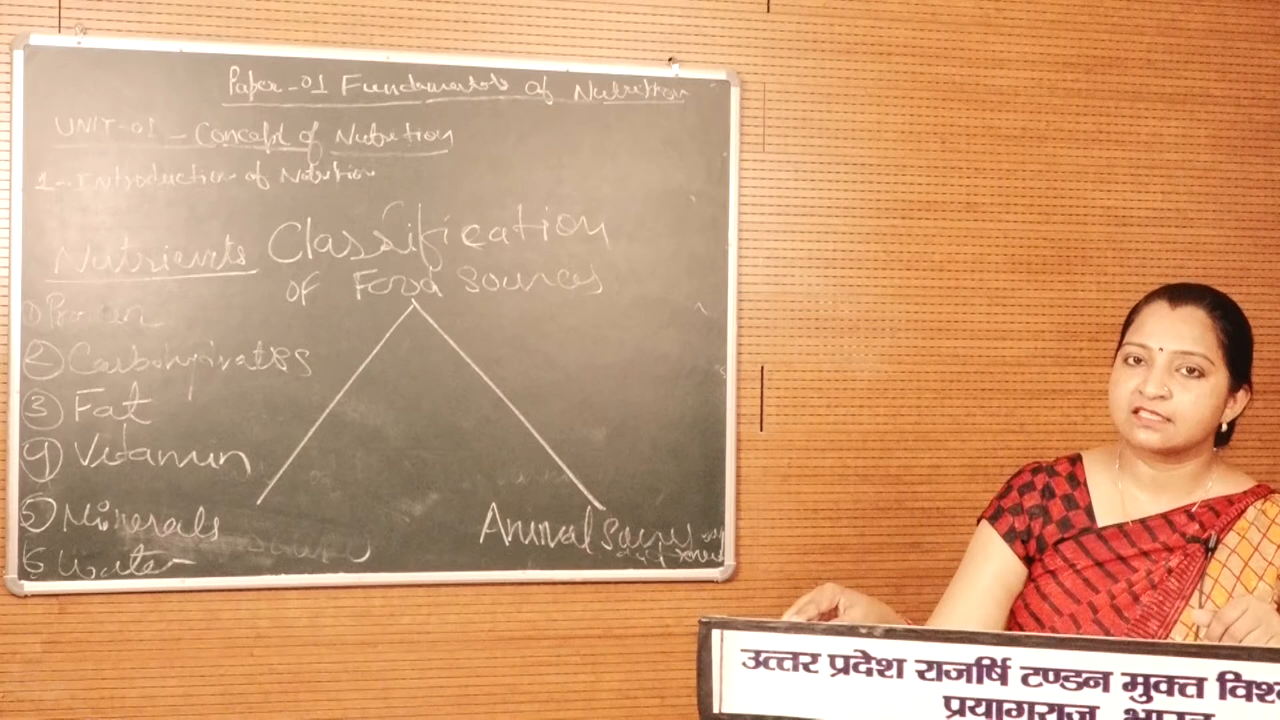 Paper-01 Fundamentals of Nutrition
UNIT-01 - Concept of Nutrition
1- Introduction of Nutrition
Nutrients
Classification
of Food sources
① Protein
② Carbohydrates
③ Fat
④ Vitamin
⑤ Minerals
6 Water
Animal
उत्तर प्रदेश राजर्षि टण्डन मुक्त
प्रयागराज, भारत